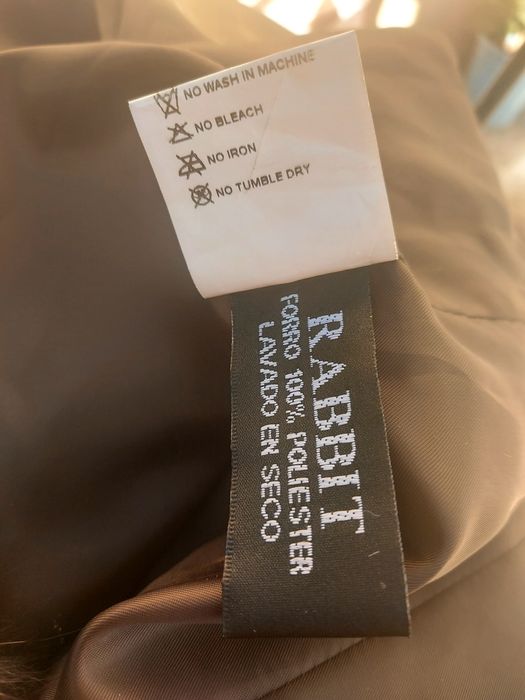 NO WASH IN MACHINE
NO BLEACH
NO IRON
NO TUMBLE DRY
RABBIT
FORRO 100% POLIESTER
LAVADO EN SECO